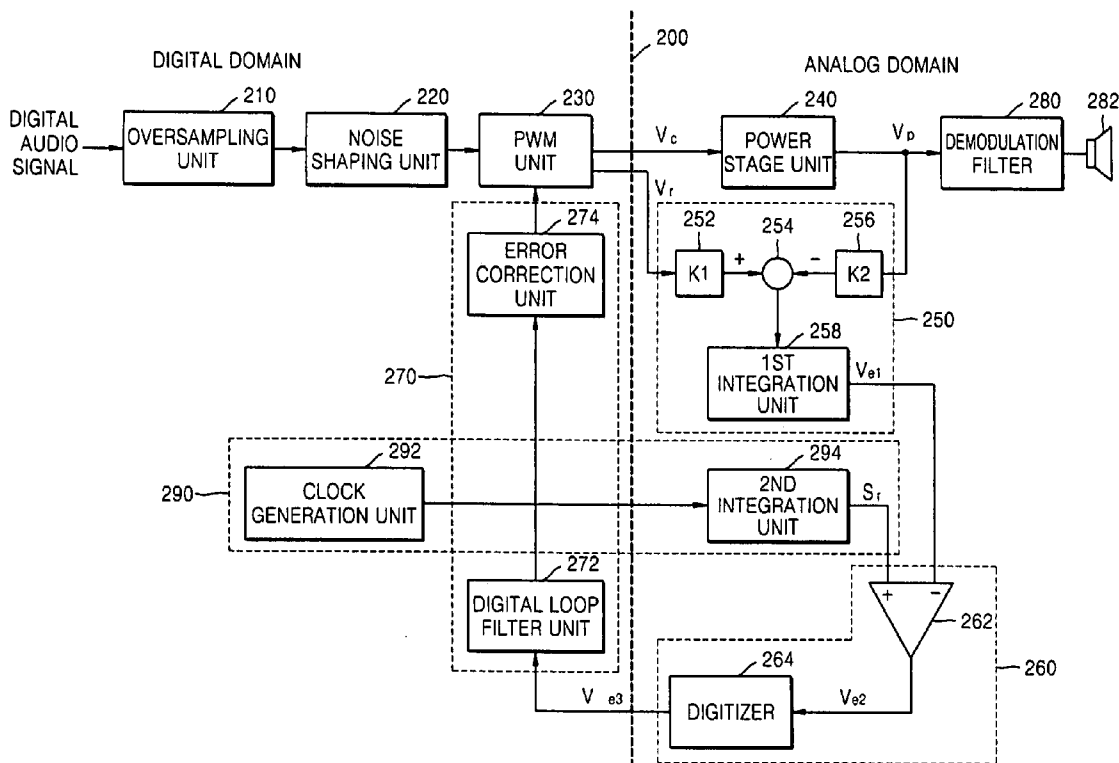 200
DIGITAL DOMAIN
ANALOG DOMAIN
210
220
230
240
280
282
DIGITAL
AUDIO
SIGNAL
OVERSAMPLING
UNIT
NOISE
SHAPING UNIT
PWM
UNIT
Vc
POWER
STAGE UNIT
Vp
DEMODULATION
FILTER
Vr
274
252
254
256
ERROR
CORRECTION
UNIT
K1
+
−
K2
250
270
258
1ST
INTEGRATION
UNIT
Ve1
292
294
290
CLOCK
GENERATION UNIT
2ND
INTEGRATION
UNIT
Sr
272
DIGITAL LOOP
FILTER UNIT
+
−
262
264
260
Ve3
DIGITIZER
Ve2